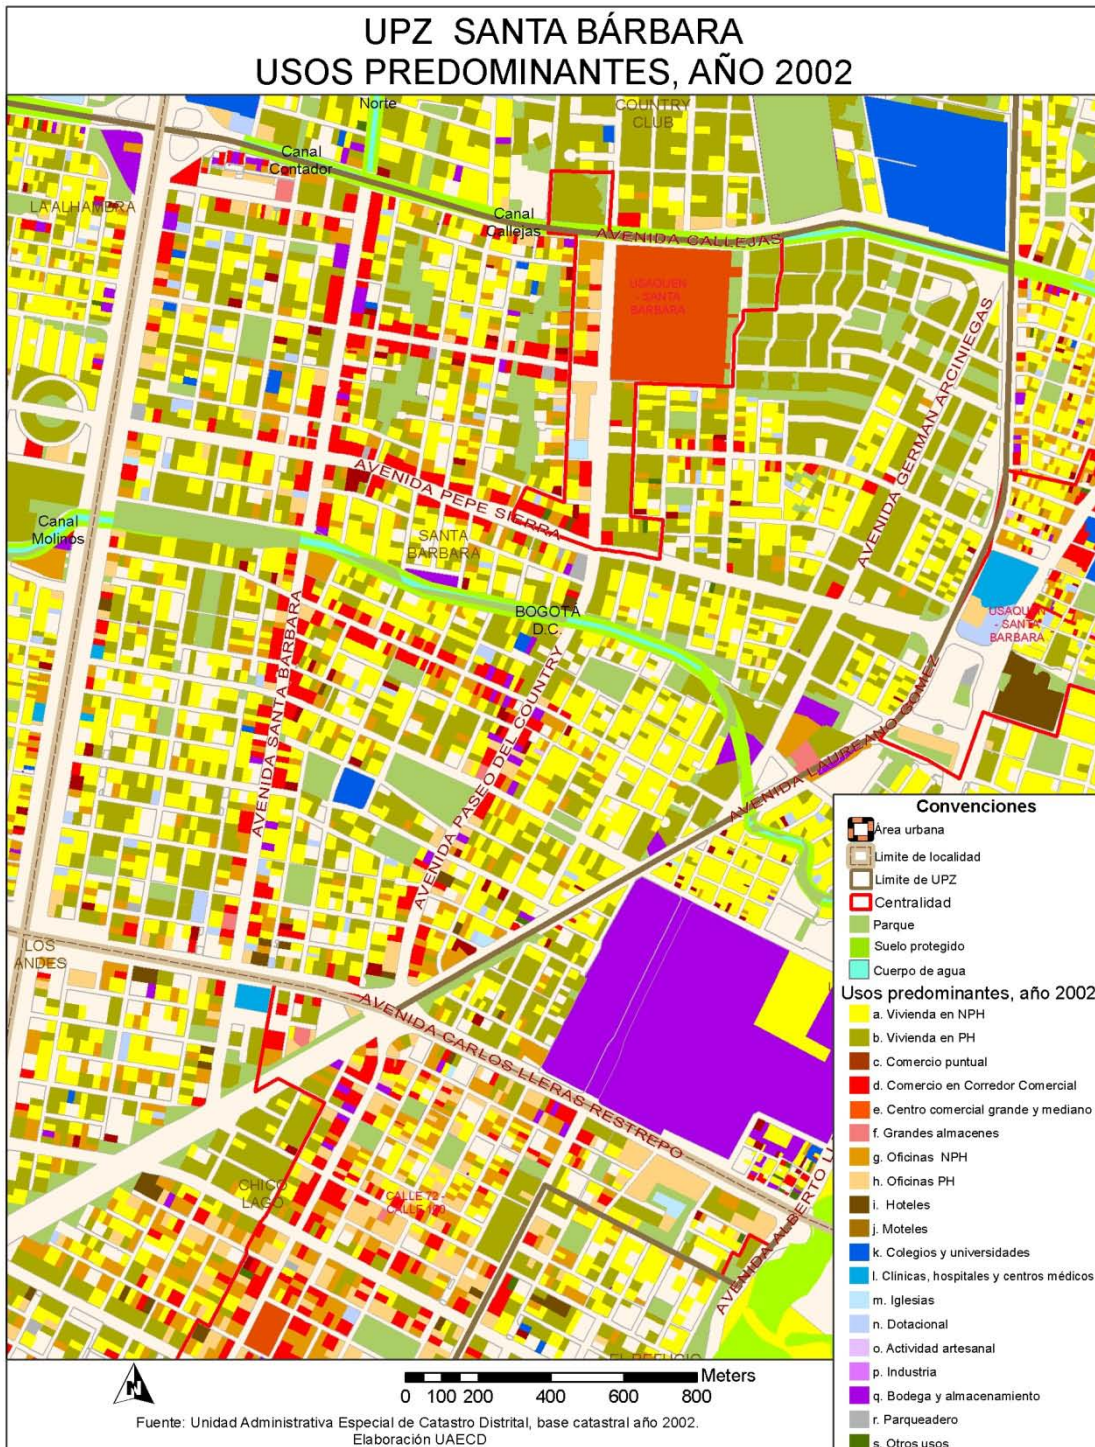 UPZ SANTA BÁRBARA
USOS PREDOMINANTES, AÑO 2002
Norte
COUNTRY
CLUB
Canal
Contador
LA ALHAMBRA
Canal
Callejas
AVENIDA CALLEJAS
USAQUEN
- SANTA
BARBARA
AVENIDA GERMAN ARCINIEGAS
AVENIDA PEPE SIERRA
Canal
Molinos
SANTA
BARBARA
BOGOTÁ
D.C.
USAQUEN
- SANTA
BARBARA
AVENIDA SANTA BARBARA
AVENIDA PASEO DEL COUNTRY
AVENIDA LAUREANO GOMEZ
LOS
ANDES
AVENIDA CARLOS LLERAS RESTREPO
CHICO
LAGO
CALLE 72 -
CALLE 100
AVENIDA ALBERTO LL
EL REFUGIO
Convenciones
Área urbana
Limite de localidad
Límite de UPZ
Centralidad
Parque
Suelo protegido
Cuerpo de agua
Usos predominantes, año 2002
a. Vivienda en NPH
b. Vivienda en PH
c. Comercio puntual
d. Comercio en Corredor Comercial
e. Centro comercial grande y mediano
f. Grandes almacenes
g. Oficinas NPH
h. Oficinas PH
i. Hoteles
j. Moteles
k. Colegios y universidades
l. Clínicas, hospitales y centros médicos
m. Iglesias
n. Dotacional
o. Actividad artesanal
p. Industria
q. Bodega y almacenamiento
r. Parqueadero
s. Otros usos
N
Meters
0 100 200 400 600 800
Fuente: Unidad Administrativa Especial de Catastro Distrital, base catastral año 2002.
Elaboración UAECD